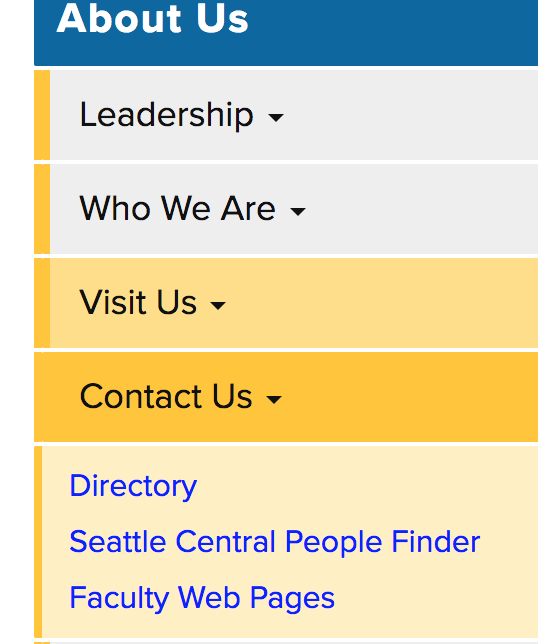 About Us
Leadership
Who We Are
Visit Us
Contact Us
Directory
Seattle Central People Finder
Faculty Web Pages